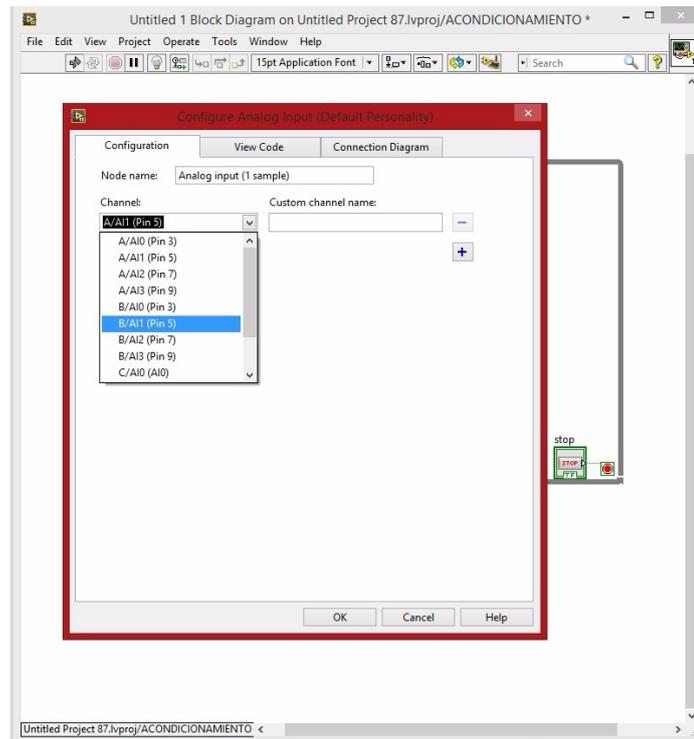 Untitled 1 Block Diagram on Untitled Project 87.lvproj/ACONDICIONAMIENTO *
File Edit View Project Operate Tools Window Help
15pt Application Font
Search
Configure Analog Input (Default Personality)
Configuration View Code Connection Diagram
Node name: Analog input (1 sample)
Channel: Custom channel name:
A/AI1 (Pin 5)
A/AI0 (Pin 3)
A/AI1 (Pin 5)
A/AI2 (Pin 7)
A/AI3 (Pin 9)
B/AI0 (Pin 3)
B/AI1 (Pin 5)
B/AI2 (Pin 7)
B/AI3 (Pin 9)
C/AI0 (AI0)
stop
STOP
TF
OK Cancel Help
Untitled Project 87.lvproj/ACONDICIONAMIENTO